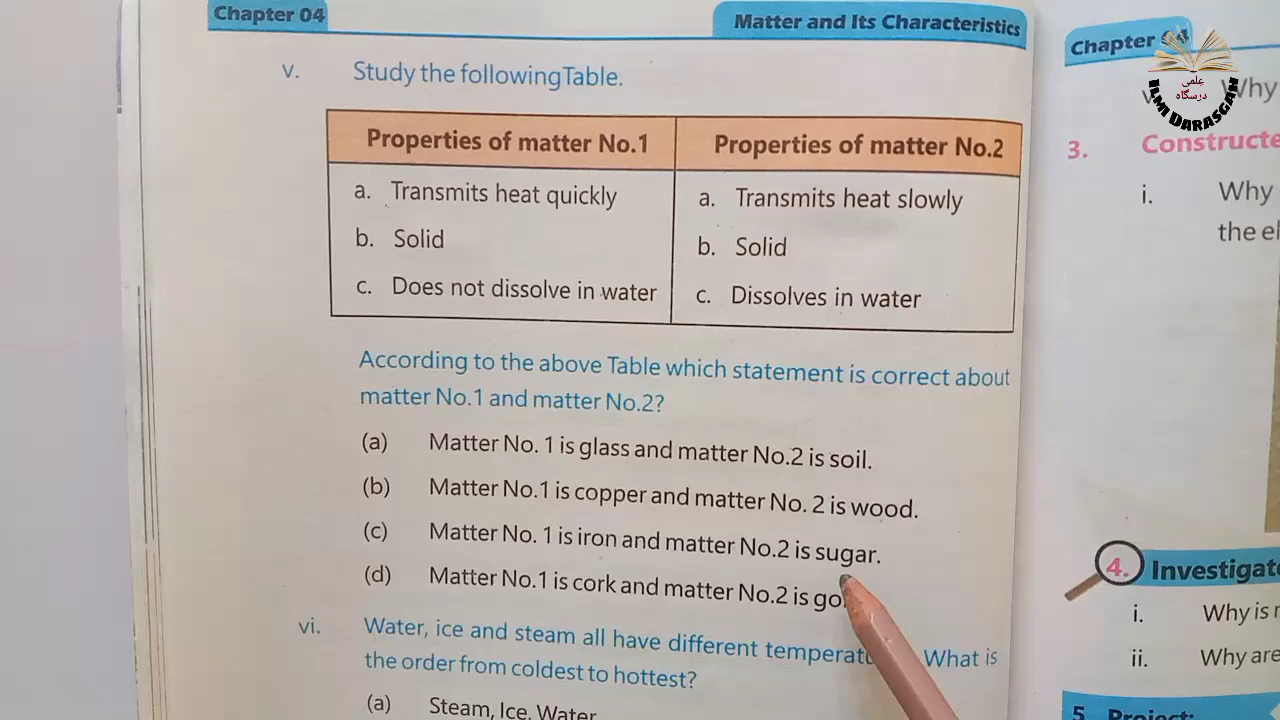 Chapter 04
Matter and Its Characteristics
v. Study the followingTable.
Properties of matter No.1
Properties of matter No.2
a. Transmits heat quickly
a. Transmits heat slowly
b. Solid
b. Solid
c. Does not dissolve in water
c. Dissolves in water
According to the above Table which statement is correct about
matter No.1 and matter No.2?
(a) Matter No. 1 is glass and matter No.2 is soil.
(b) Matter No.1 is copper and matter No. 2 is wood.
(c) Matter No. 1 is iron and matter No.2 is sugar.
(d) Matter No.1 is cork and matter No.2 is
vi. Water, ice and steam all have different What is
the order from coldest to hottest?
(a) Steam, Ice, Water
Chapter
Why
3.
i. Why
the
4. 
i. Why is
ii. Why are
5 Project:
علمی
درسگاه
ILMI DARASGAH